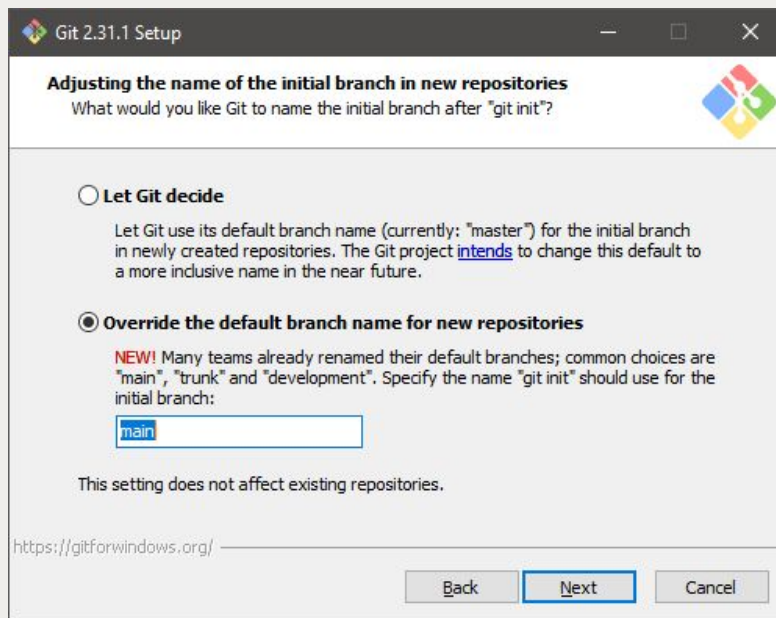 Git 2.31.1 Setup
Adjusting the name of the initial branch in new repositories
What would you like Git to name the initial branch after "git init"?
Let Git decide
Let Git use its default branch name (currently: "master") for the initial branch
in newly created repositories. The Git project intends to change this default to
a more inclusive name in the near future.
Override the default branch name for new repositories
NEW! Many teams already renamed their default branches; common choices are
"main", "trunk" and "development". Specify the name "git init" should use for the
initial branch:
main
This setting does not affect existing repositories.
https://gitforwindows.org/
Back Next Cancel